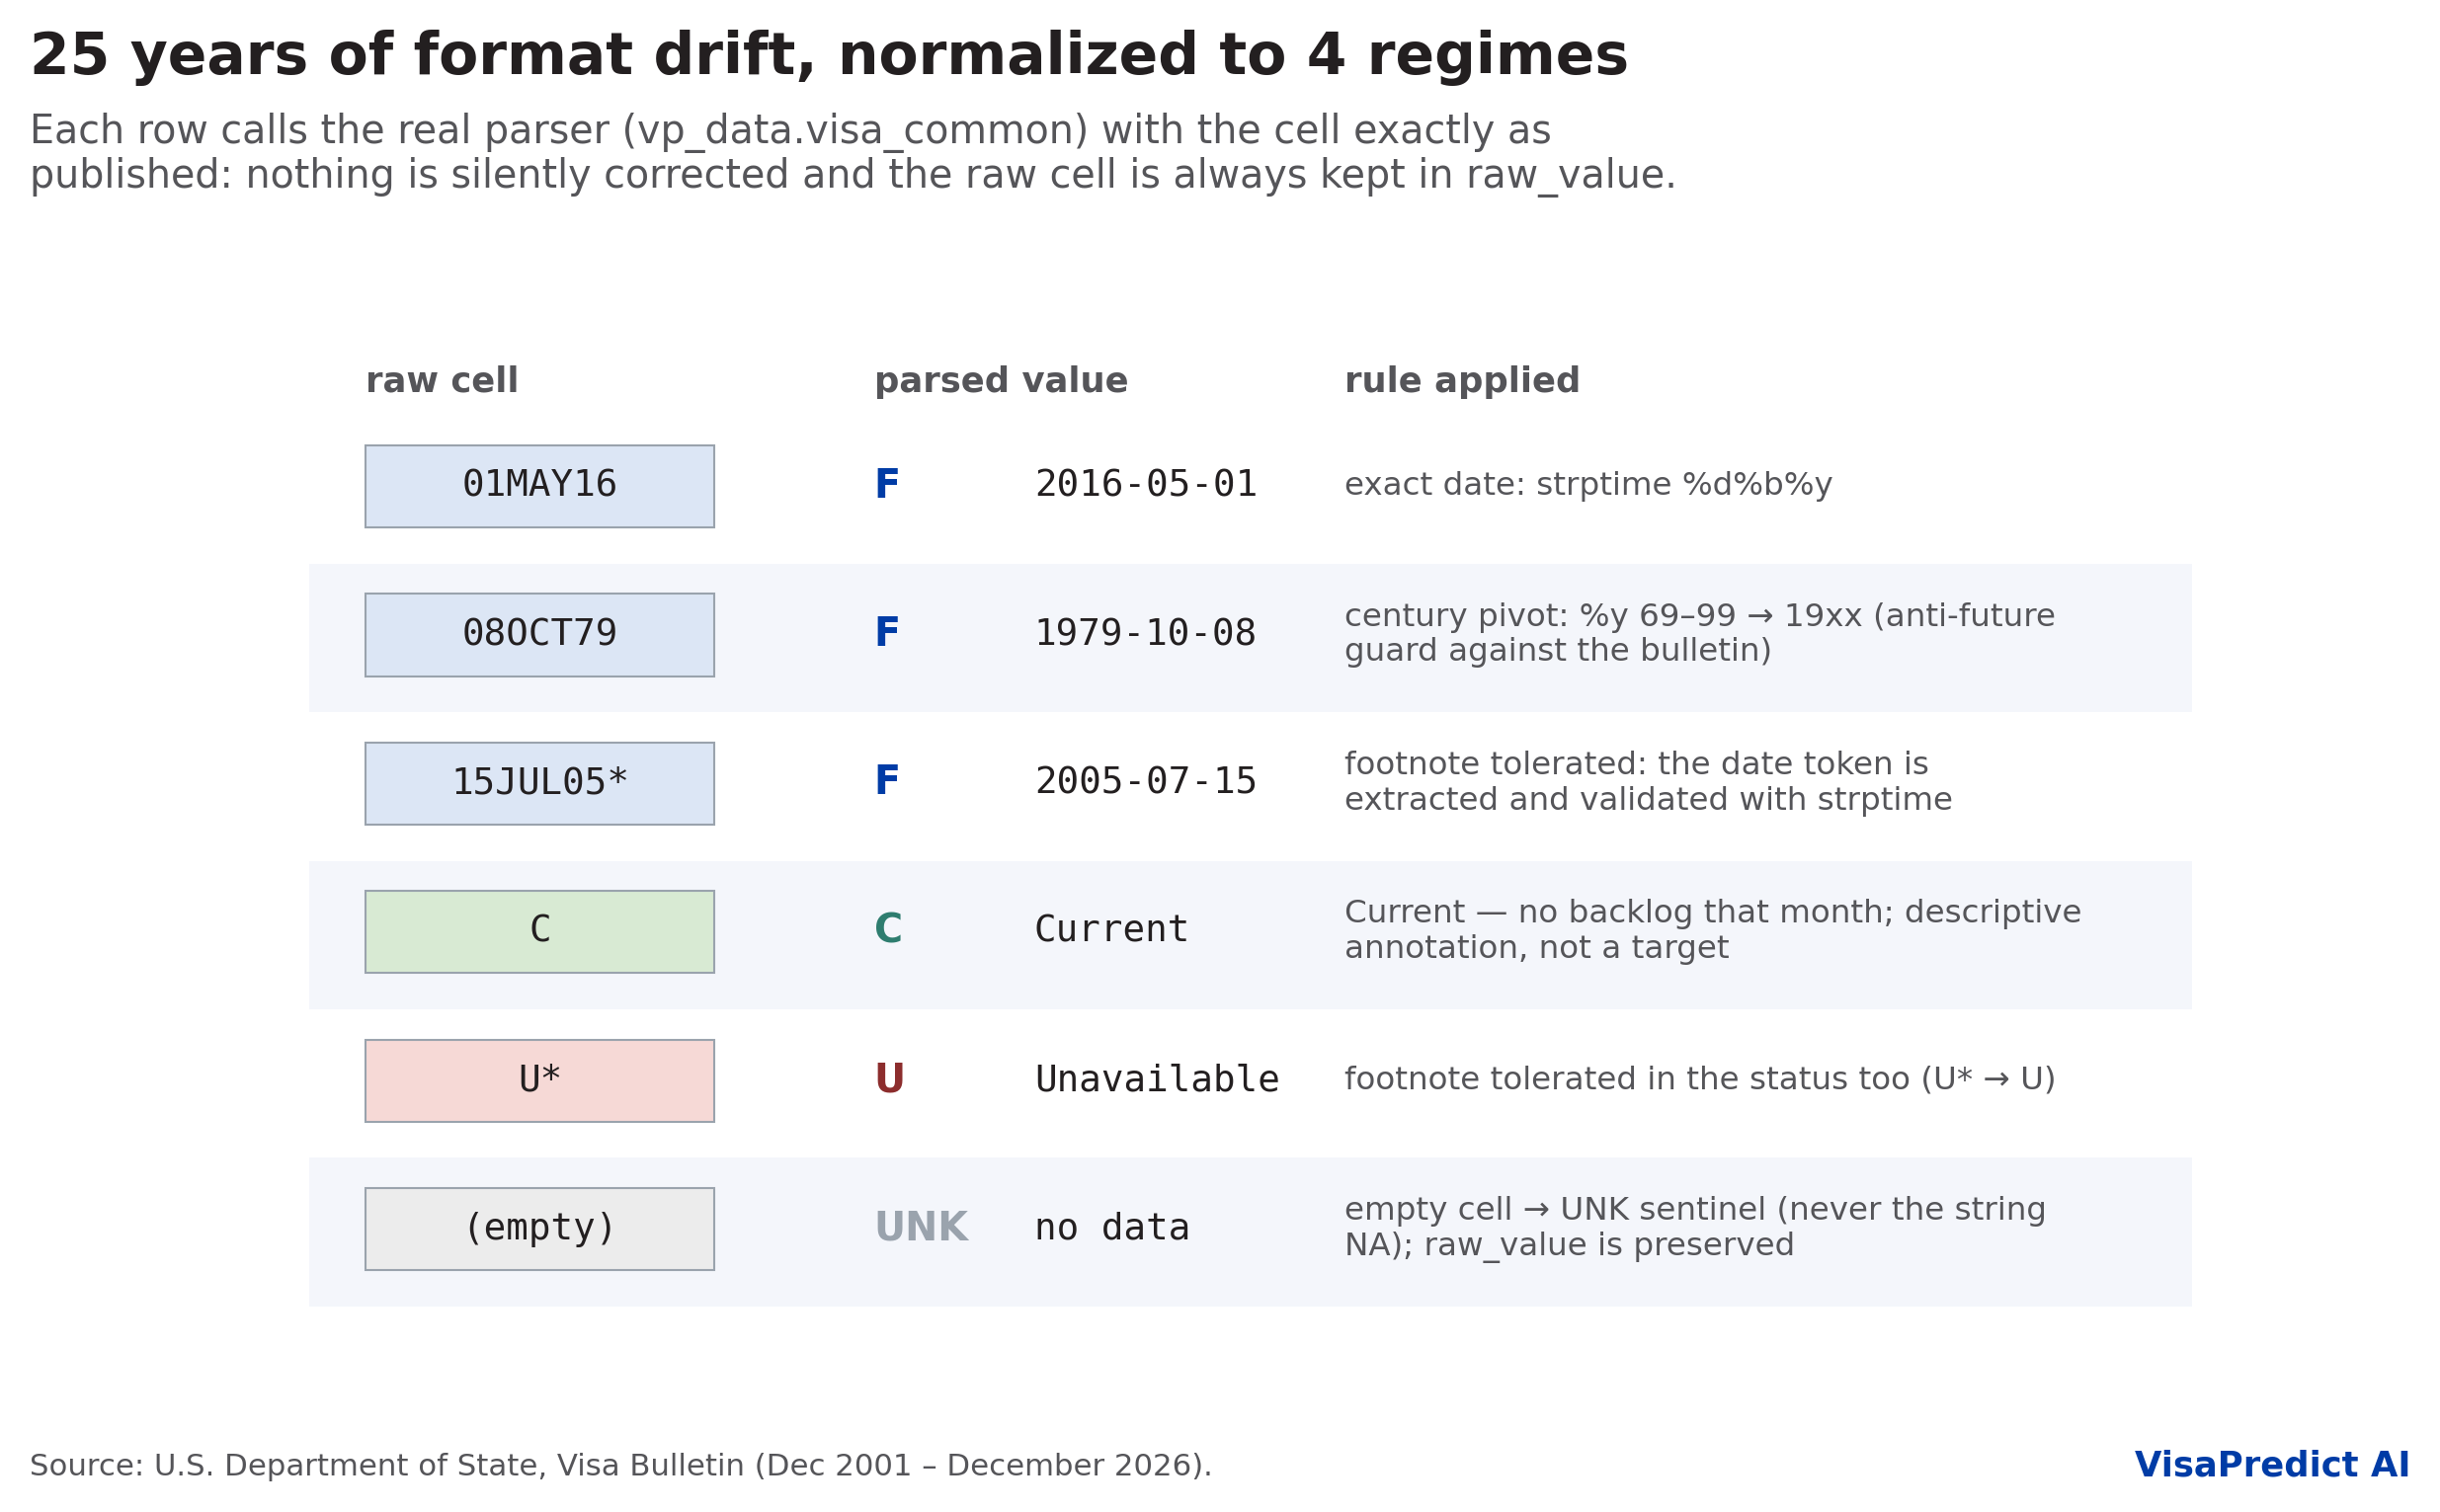 25 years of format drift, normalized to 4 regimes
Each row calls the real parser (vp_data.visa_common) with the cell exactly as
published: nothing is silently corrected and the raw cell is always kept in raw_value.
raw cell parsed value rule applied
01MAY16 F 2016-05-01 exact date: strptime %d%b%y
08OCT79 F 1979-10-08 century pivot: %y 69–99 → 19xx (anti-future
guard against the bulletin)
15JUL05* F 2005-07-15 footnote tolerated: the date token is
extracted and validated with strptime
C C Current Current — no backlog that month; descriptive
annotation, not a target
U* U Unavailable footnote tolerated in the status too (U* → U)
(empty) UNK no data empty cell → UNK sentinel (never the string
NA); raw_value is preserved
Source: U.S. Department of State, Visa Bulletin (Dec 2001 – December 2026).
VisaPredict AI